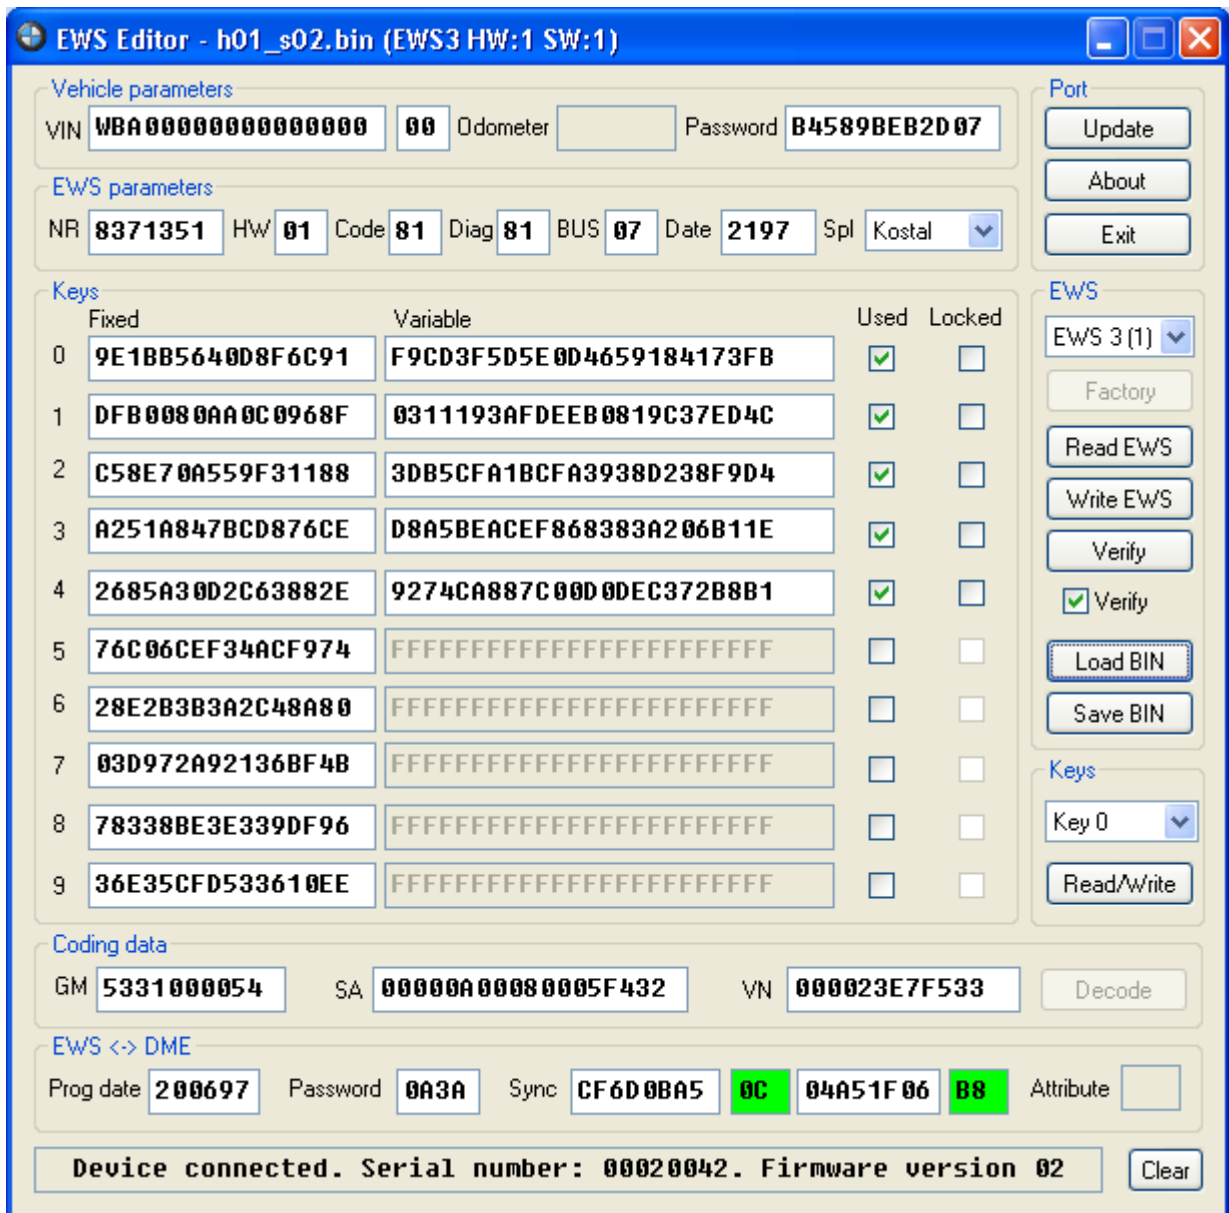 EWS Editor - h01_s02.bin (EWS3 HW:1 SW:1)
Vehicle parameters
VIN WBA00000000000000 00 Odometer Password B4589BEB2D07
EWS parameters
NR 8371351 HW 01 Code 81 Diag 81 BUS 07 Date 2197 Spl Kostal
Keys
Fixed Variable Used Locked
0 9E1BB5640D8F6C91 F9CD3F5D5E0D4659184173FB
1 DFB0080AA0C0968F 0311193AFDEEB0819C37ED4C
2 C58E70A559F31188 3DB5CFA1BCFA3938D238F9D4
3 A251A847BCD876CE D8A5BEACEF868383A206B11E
4 2685A30D2C63882E 9274CA887C00D0DEC372B8B1
5 76C06CEF34ACF974 FFFFFFFFFFFFFFFFFFFFFFFF
6 28E2B3B3A2C48A80 FFFFFFFFFFFFFFFFFFFFFFFF
7 03D972A92136BF4B FFFFFFFFFFFFFFFFFFFFFFFF
8 78338BE3E339DF96 FFFFFFFFFFFFFFFFFFFFFFFF
9 36E35CFD533610EE FFFFFFFFFFFFFFFFFFFFFFFF
Coding data
GM 5331000054 SA 00000A00080005F432 VN 000023E7F533 Decode
EWS <-> DME
Prog date 200697 Password 0A3A Sync CF6D0BA5 0C 04A51F06 B8 Attribute
Device connected. Serial number: 00020042. Firmware version 02 Clear
Port
Update
About
Exit
EWS
EWS 3 (1)
Factory
Read EWS
Write EWS
Verify
Verify
Load BIN
Save BIN
Keys
Key 0
Read/Write